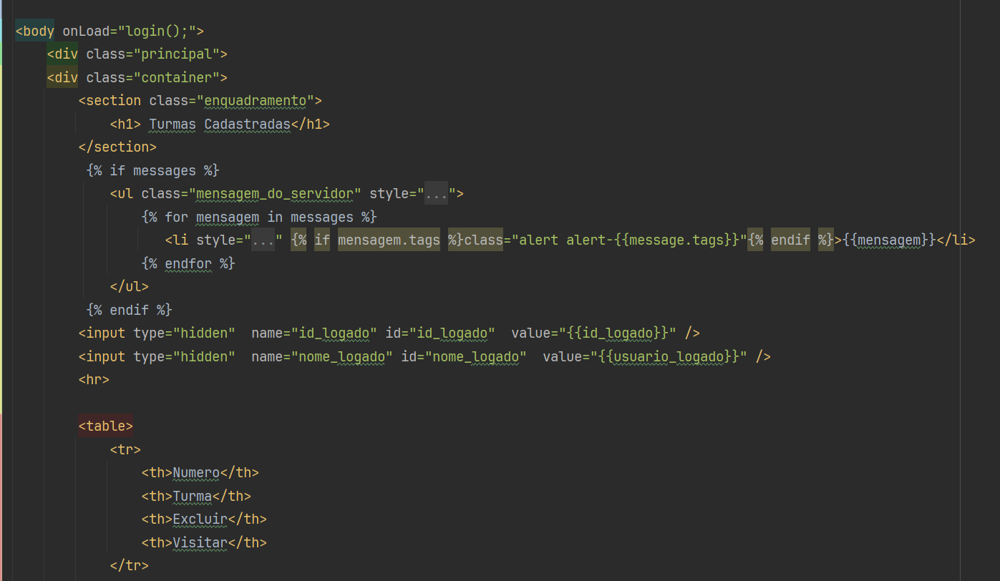 <body onLoad="login();">
<div class="principal">
<div class="container">
<section class="enquadramento">
<h1> Turmas Cadastradas</h1>
</section>
{% if messages %}
<ul class="mensagem_do_servidor" style="...">
{% for mensagem in messages %}
<li style="..." {% if mensagem.tags %}class="alert alert-{{message.tags}}"{% endif %}>{{mensagem}}</li>
{% endfor %}
</ul>
{% endif %}
<input type="hidden"  name="id_logado" id="id_logado"  value="{{id_logado}}" />
<input type="hidden"  name="nome_logado" id="nome_logado"  value="{{usuario_logado}}" />
<hr>
<table>
<tr>
<th>Numero</th>
<th>Turma</th>
<th>Excluir</th>
<th>Visitar</th>
</tr>